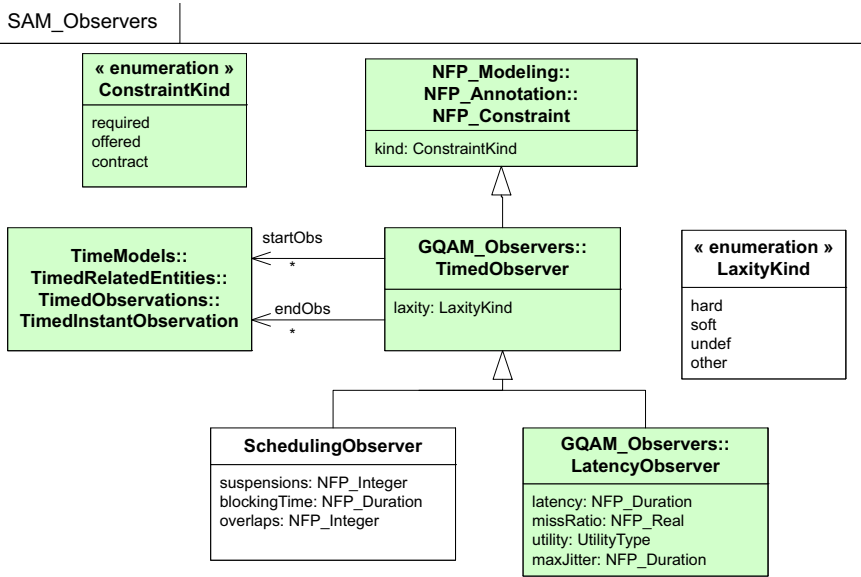 SAM_Observers
« enumeration »
ConstraintKind
required
offered
contract
NFP_Modeling::
NFP_Annotation::
NFP_Constraint
kind: ConstraintKind
TimeModels::
TimedRelatedEntities::
TimedObservations::
TimedInstantObservation
startObs
*
endObs
*
GQAM_Observers::
TimedObserver
laxity: LaxityKind
« enumeration »
LaxityKind
hard
soft
undef
other
SchedulingObserver
suspensions: NFP_Integer
blockingTime: NFP_Duration
overlaps: NFP_Integer
GQAM_Observers::
LatencyObserver
latency: NFP_Duration
missRatio: NFP_Real
utility: UtilityType
maxJitter: NFP_Duration